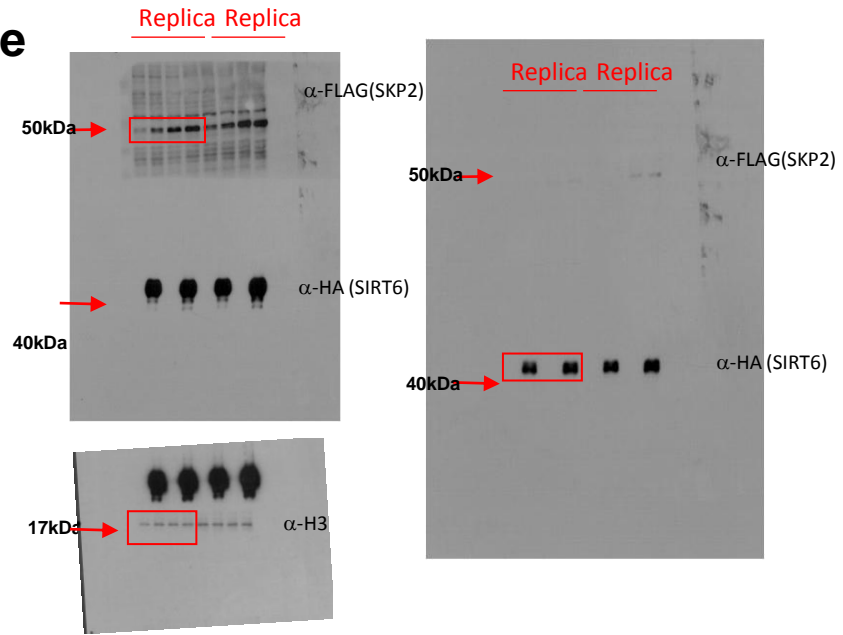 e
Replica Replica
α-FLAG(SKP2)
50kDa
α-HA (SIRT6)
40kDa
17kDa
α-H3
Replica Replica
α-FLAG(SKP2)
50kDa
α-HA (SIRT6)
40kDa